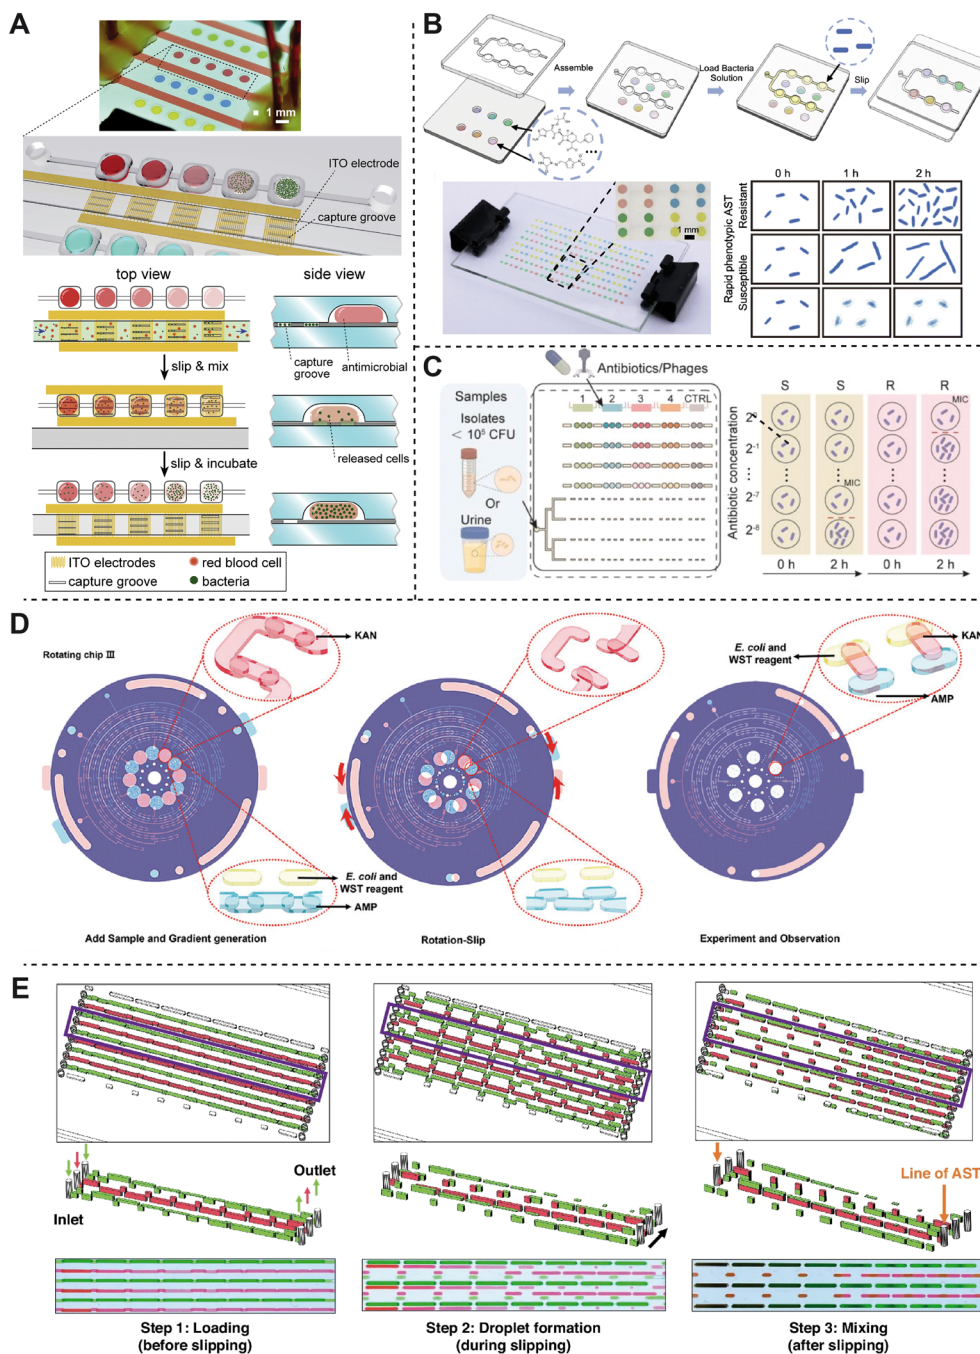 A
1 mm
ITO electrode
capture groove
top view
side view
capture
groove
antimicrobial
slip & mix
released cells
slip & incubate
ITO electrodes
red blood cell
capture groove
bacteria
B
Assemble
Load Bacteria
Solution
Slip
...
1 mm
0 h
1 h
2 h
Rapid phenotypic AST
Resistant
Susceptible
C
Antibiotics/Phages
Samples
Isolates
< 10⁵ CFU
Or
Urine
1
2
3
4
CTRL
S
S
R
R
MIC
MIC
Antibiotic concentration
2⁰
2⁻¹
2⁻⁷
2⁻⁸
0 h
2 h
0 h
2 h
D
Rotating chip III
KAN
E. coli and
WST reagent
AMP
KAN
E. coli and
WST reagent
AMP
Add Sample and Gradient generation
Rotation-Slip
Experiment and Observation
E
Inlet
Outlet
Line of AST
Step 1: Loading
(before slipping)
Step 2: Droplet formation
(during slipping)
Step 3: Mixing
(after slipping)